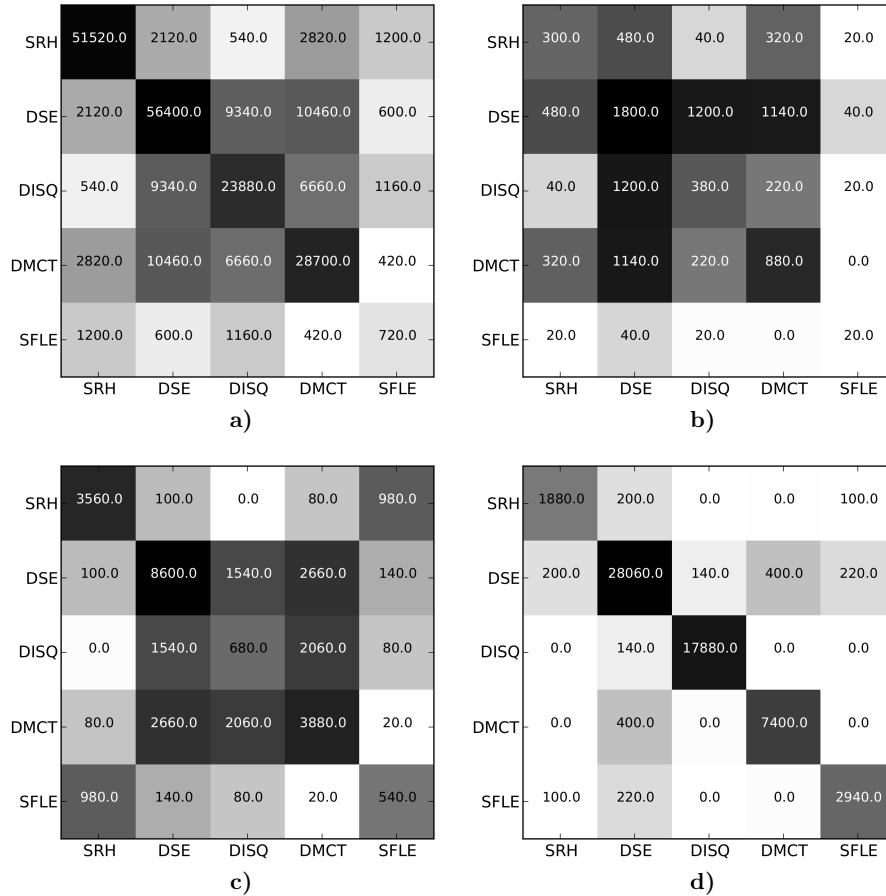 SRH 51520.0 2120.0 540.0 2820.0 1200.0
DSE 2120.0 56400.0 9340.0 10460.0 600.0
DISQ 540.0 9340.0 23880.0 6660.0 1160.0
DMCT 2820.0 10460.0 6660.0 28700.0 420.0
SFLE 1200.0 600.0 1160.0 420.0 720.0
SRH DSE DISQ DMCT SFLE
a)
SRH 300.0 480.0 40.0 320.0 20.0
DSE 480.0 1800.0 1200.0 1140.0 40.0
DISQ 40.0 1200.0 380.0 220.0 20.0
DMCT 320.0 1140.0 220.0 880.0 0.0
SFLE 20.0 40.0 20.0 0.0 20.0
SRH DSE DISQ DMCT SFLE
b)
SRH 3560.0 100.0 0.0 80.0 980.0
DSE 100.0 8600.0 1540.0 2660.0 140.0
DISQ 0.0 1540.0 680.0 2060.0 80.0
DMCT 80.0 2660.0 2060.0 3880.0 20.0
SFLE 980.0 140.0 80.0 20.0 540.0
SRH DSE DISQ DMCT SFLE
c)
SRH 1880.0 200.0 0.0 0.0 100.0
DSE 200.0 28060.0 140.0 400.0 220.0
DISQ 0.0 140.0 17880.0 0.0 0.0
DMCT 0.0 400.0 0.0 7400.0 0.0
SFLE 100.0 220.0 0.0 0.0 2940.0
SRH DSE DISQ DMCT SFLE
d)